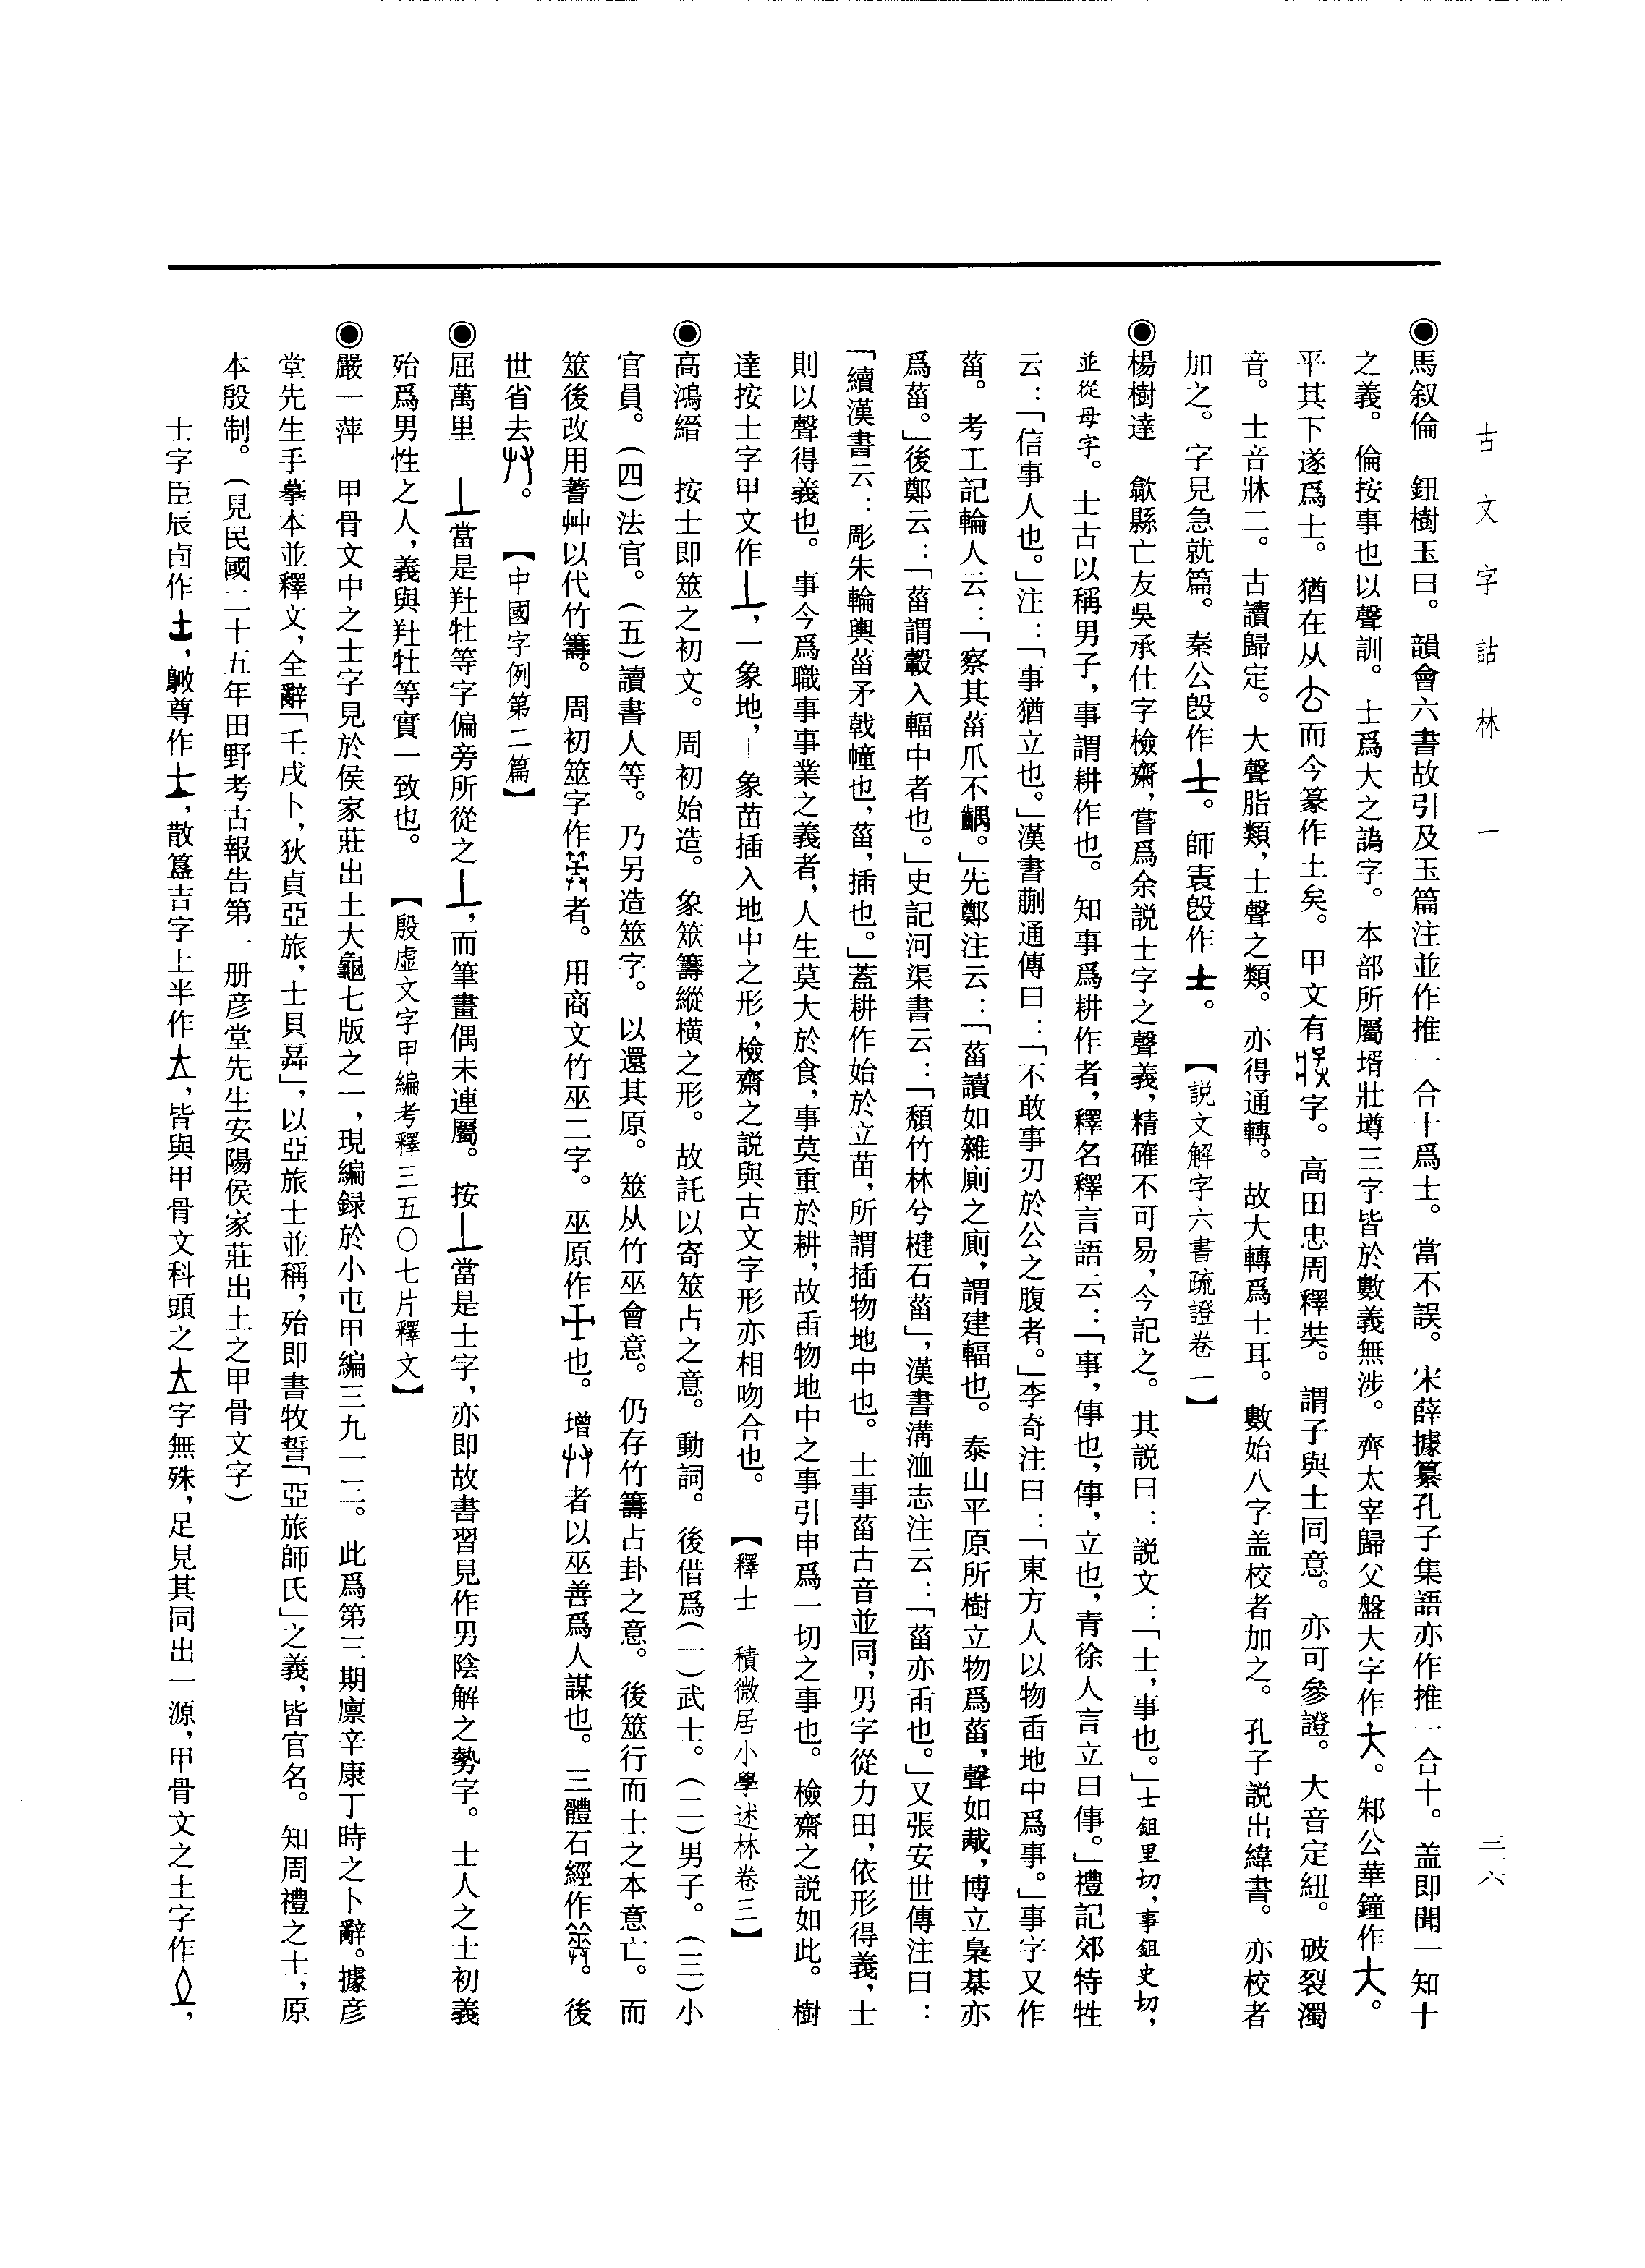 古文字詁林 一
三一六
◉馬叙倫 鈕樹玉曰。韻會六書故引及玉篇注並作推一合十爲士。當不誤。宋薛據纂孔子集語亦作推一合十。盖即聞一知十
之義。倫按事也以聲訓。士爲大之譌字。本部所屬壻壯墫三字皆於數義無涉。齊太宰歸父盤大字作。邾公華鐘作。
平其下遂爲士。猶在从而今篆作土矣。甲文有字。高田忠周釋奘。謂子與士同意。亦可參證。大音定紐。破裂濁
音。士音牀二。古讀歸定。大聲脂類,士聲之類。亦得通轉。故大轉爲士耳。數始八字盖校者加之。孔子説出緯書。亦校者
加之。字見急就篇。秦公𣪘作。師㝨𣪘作。【説文解字六書疏證卷一】
◉楊樹達 歙縣亡友吳承仕字檢齋,嘗爲余説士字之聲義,精確不可易,今記之。其説曰:説文:「士,事也。」士鉏里切,事鉏史切,
並從母字。士古以稱男子,事謂耕作也。知事爲耕作者,釋名釋言語云:「事,倳也,倳,立也,青徐人言立曰倳。」禮記郊特牲
云:「信事人也。」注:「事猶立也。」漢書蒯通傳曰:「不敢事刃於公之腹者。」李奇注曰:「東方人以物臿地中爲事。」事字又作
菑。考工記輪人云:「察其菑爪不齵。」先鄭注云:「菑讀如雜厠之厠,謂建輻也。泰山平原所樹立物爲菑,聲如胾,博立梟棊亦
爲菑。」後鄭云:「菑謂轂入輻中者也。」史記河渠書云:「頹竹林兮楗石菑」,漢書溝洫志注云:「菑亦臿也。」又張安世傳注曰:
「續漢書云:彫朱輪輿菑矛戟幢也,菑,插也。」蓋耕作始於立苗,所謂插物地中也。士事菑古音並同,男字從力田,依形得義,士
則以聲得義也。事今爲職事事業之義者,人生莫大於食,事莫重於耕,故臿物地中之事引申爲一切之事也。檢齋之説如此。樹
達按士字甲文作⊥,一象地,丨象苗插入地中之形,檢齋之説與古文字形亦相吻合也。【釋士 積微居小學述林卷三】
◉高鴻縉 按士即筮之初文。周初始造。象筮籌縱橫之形。故託以寄筮占之意。動詞。後借爲(一)武士。(二)男子。(三)小
官員。(四)法官。(五)讀書人等。乃另造筮字。以還其原。筮从竹巫會意。仍存竹籌占卦之意。後筮行而士之本意亡。而
筮後改用蓍艸以代竹籌。周初筮字作者。用商文竹巫二字。巫原作也。增者以巫善爲人謀也。三體石經作。後
世省去。【中國字例第二篇】
◉屈萬里 ⊥當是羘牡等字偏旁所從之⊥,而筆畫偶未連屬。按⊥當是士字,亦即故書習見作男陰解之勢字。士人之士初義
殆爲男性之人,義與羘牡等實一致也。【殷虛文字甲編考釋三五〇七片釋文】
◉嚴一萍 甲骨文中之士字見於侯家莊出土大龜七版之一,現編録於小屯甲編三九一三。此爲第三期廩辛康丁時之卜辭。據彦
堂先生手摹本並釋文,全辭「壬戌卜,狄貞亞旅,士貝」,以亞旅士並稱,殆即書牧誓「亞旅師氏」之義,皆官名。知周禮之士,原
本殷制。(見民國二十五年田野考古報告第一册彦堂先生安陽侯家莊出土之甲骨文字)
士字臣辰卣作,尊作,散簋吉字上半作,皆與甲骨文科頭之字無殊,足見其同出一源,甲骨文之土字作,